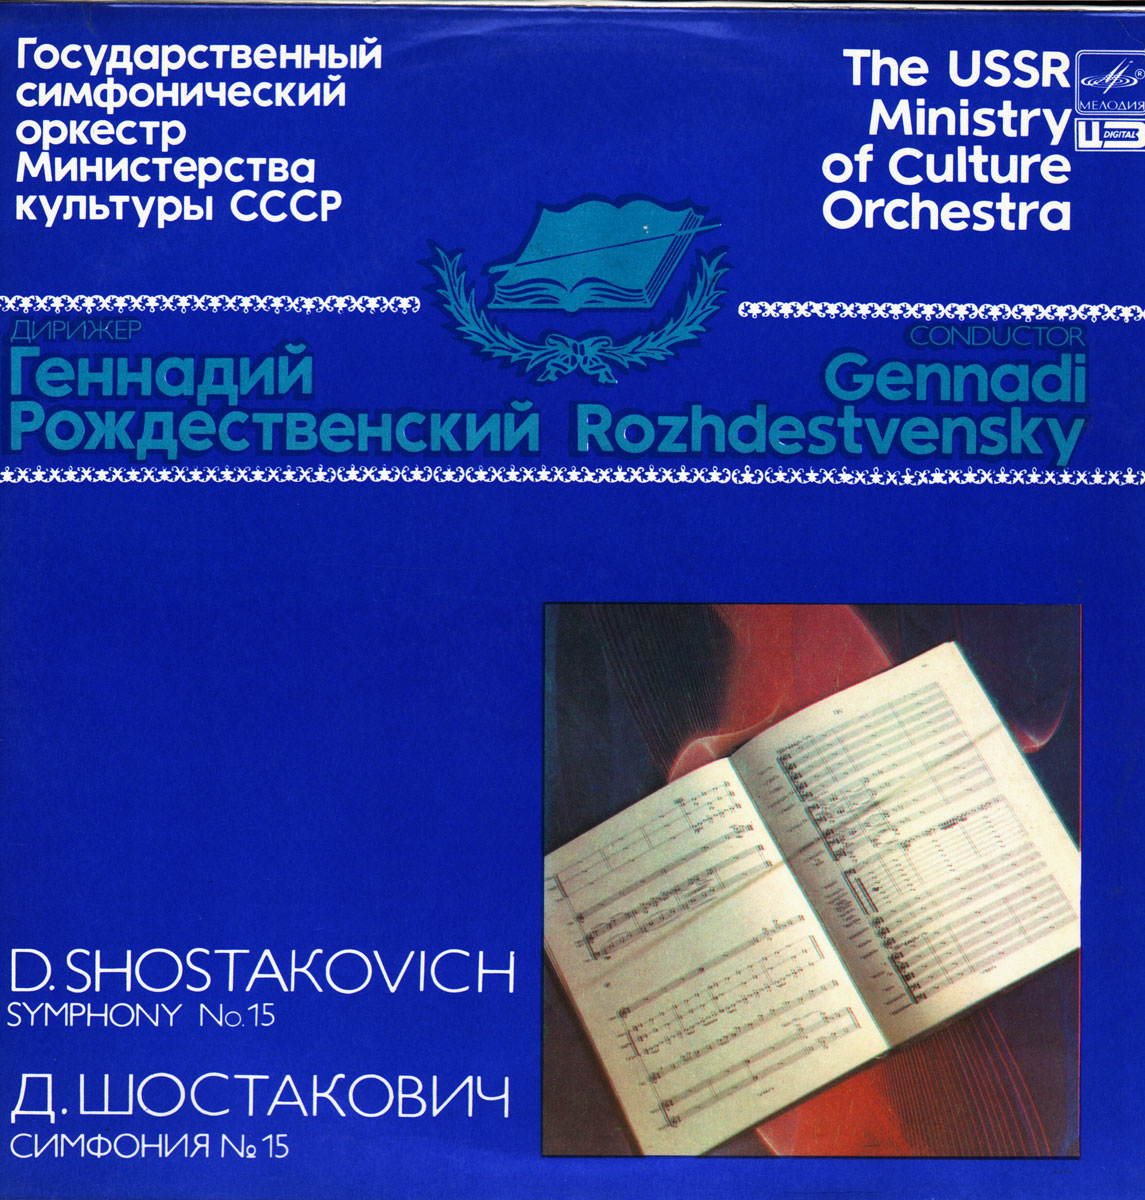 Государственный
симфонический
оркестр
Министерства
культуры СССР
The USSR
Ministry
of Culture
Orchestra
МЕЛОДИЯ
DIGITAL
ДИРИЖЕР
Геннадий
Рождественский
CONDUCTOR
Gennadi
Rozhdestvensky
D. SHOSTAKOVICH
SYMPHONY No. 15
Д. ШОСТАКОВИЧ
СИМФОНИЯ № 15